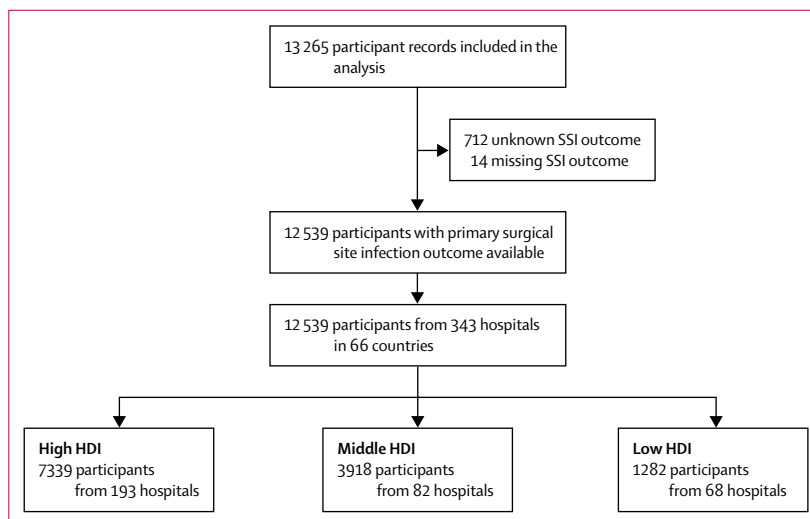 13 265 participant records included in the
analysis
712 unknown SSI outcome
14 missing SSI outcome
12 539 participants with primary surgical
site infection outcome available
12 539 participants from 343 hospitals
in 66 countries
High HDI
7339 participants
from 193 hospitals
Middle HDI
3918 participants
from 82 hospitals
Low HDI
1282 participants
from 68 hospitals